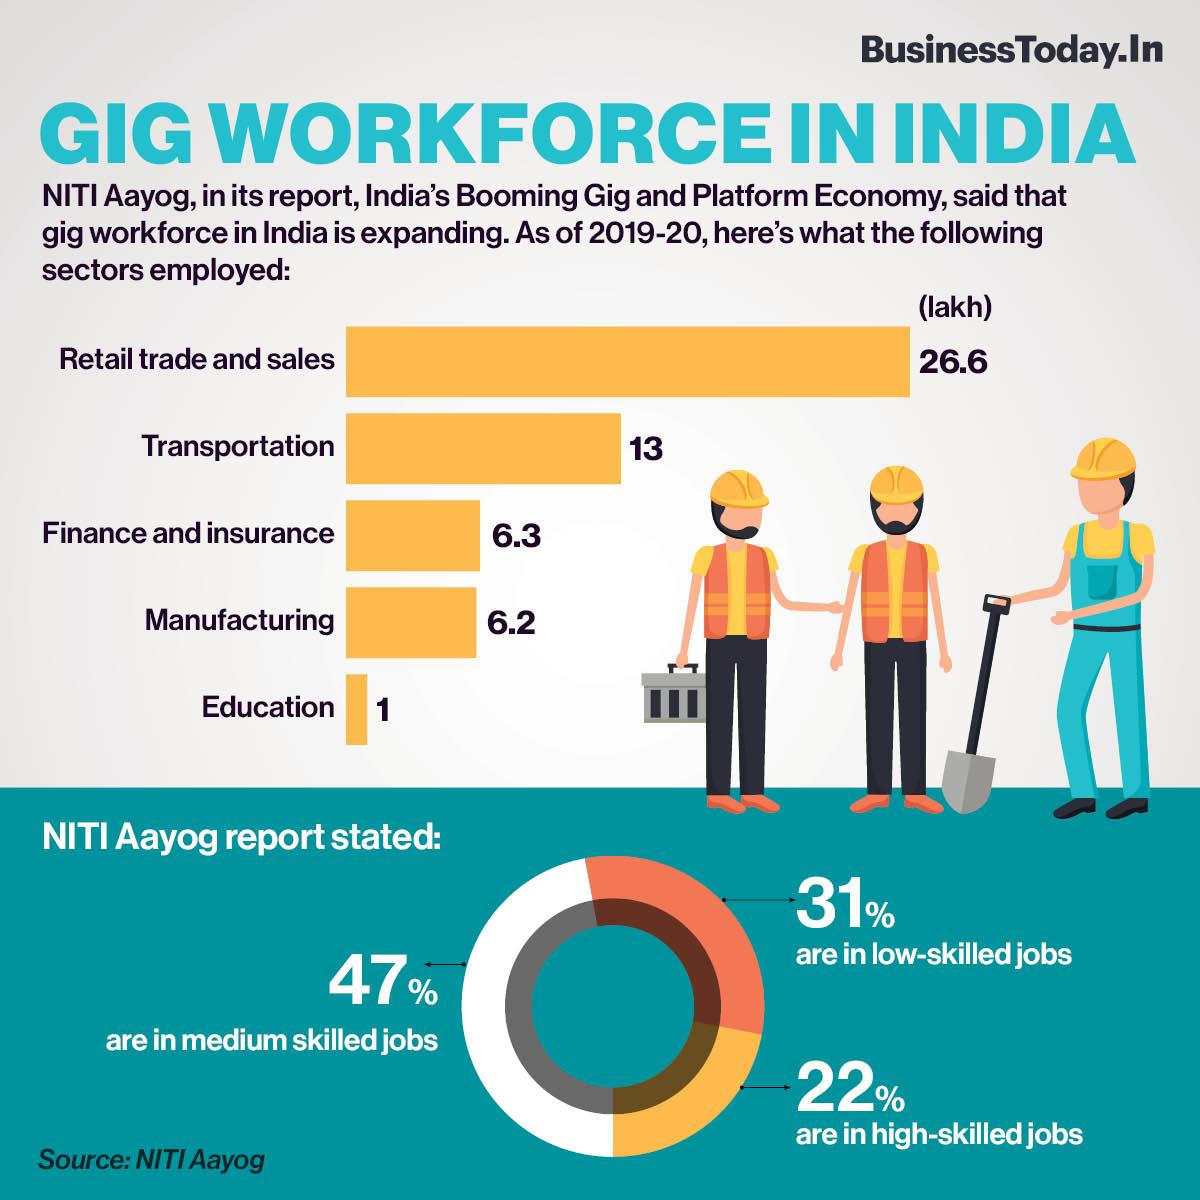 BusinessToday.In
GIG WORKFORCE IN INDIA
NITI Aayog, in its report, India's Booming Gig and Platform Economy, said that
gig workforce in India is expanding. As of 2019-20, here's what the following
sectors employed:
(lakh)
Retail trade and sales 26.6
Transportation 13
Finance and insurance 6.3
Manufacturing 6.2
Education 1
NITI Aayog report stated:
31%
are in low-skilled jobs
47%
are in medium skilled jobs
22%
are in high-skilled jobs
Source: NITI Aayog